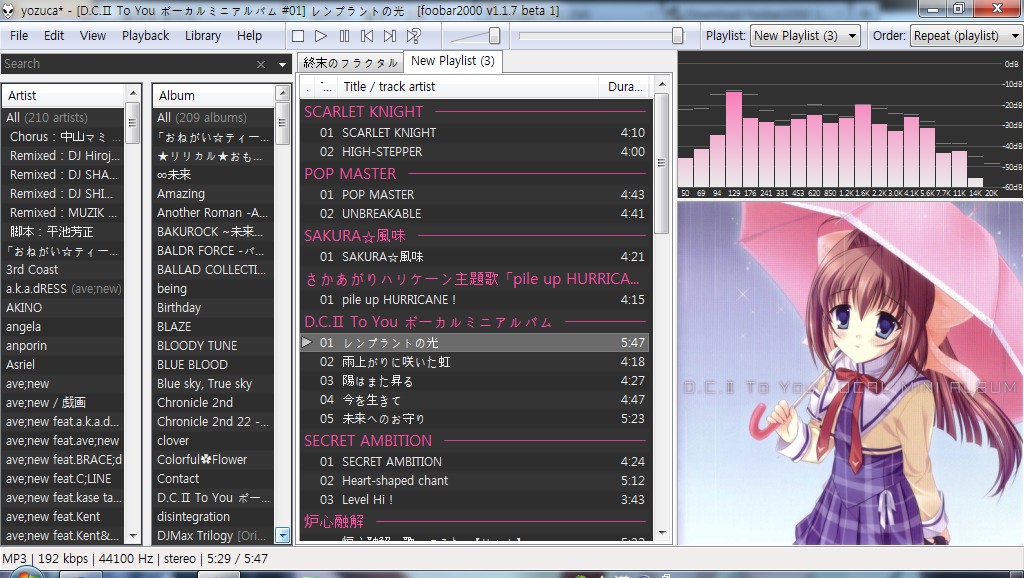 yozuca* - [D.C.Ⅱ To You ボーカルミニアルバム #01] レンブラントの光 [foobar2000 v1.1.7 beta 1]
File Edit View Playback Library Help
Playlist: New Playlist (3) Order: Repeat (playlist)
Search
終末のフラクタル New Playlist (3)
Artist
All (210 artists)
Chorus : 中山マミ ...
Remixed : DJ Hiroj...
Remixed : DJ SHA...
Remixed : DJ SHI...
Remixed : MUZIK ...
脚本 : 平池芳正
「おねがい☆ティー...
3rd Coast
a.k.a.dRESS (ave;new)
AKINO
angela
anporin
Asriel
ave;new
ave;new / 戯画
ave;new feat.a.k.a.d...
ave;new feat.ave;new
ave;new feat.BRACE;d
ave;new feat.C;LINE
ave;new feat.kase ta...
ave;new feat.Kent
ave;new feat.Kent&...
Album
All (209 albums)
「おねがい☆ティー...
★リリカル★おも...
∞未来
Amazing
Another Roman -A...
BAKUROCK ~未来...
BALDR FORCE -バ...
BALLAD COLLECTI...
being
Birthday
BLAZE
BLOODY TUNE
BLUE BLOOD
Blue sky, True sky
Chronicle 2nd
Chronicle 2nd 22 -...
clover
Colorful✿Flower
Contact
D.C.Ⅱ To You ボー...
disintegration
DJMax Trilogy [Ori...
. '... Title / track artist Dura...
SCARLET KNIGHT
01 SCARLET KNIGHT 4:10
02 HIGH-STEPPER 4:00
POP MASTER
01 POP MASTER 4:43
02 UNBREAKABLE 4:41
SAKURA☆風味
01 SAKURA☆風味 4:21
さかあがりハリケーン主題歌「pile up HURRICA...
01 pile up HURRICANE ! 4:15
D.C.Ⅱ To You ボーカルミニアルバム
01 レンブラントの光 5:47
02 雨上がりに咲いた虹 4:18
03 陽はまた昇る 4:27
04 今を生きて 4:47
05 未来へのお守り 5:23
SECRET AMBITION
01 SECRET AMBITION 4:24
02 Heart-shaped chant 5:12
03 Level Hi ! 3:43
炉心融解
0dB
-10dB
-20dB
-30dB
-40dB
-50dB
-60dB
50 69 94 129 176 241 331 453 620 850 1.2K 1.6K 2.2K 3.0K 4.1K 5.6K 7.7K 11K 14K 20K
D.C.Ⅱ To You VOCAL MINI ALBUM
MP3 | 192 kbps | 44100 Hz | stereo | 5:29 / 5:47